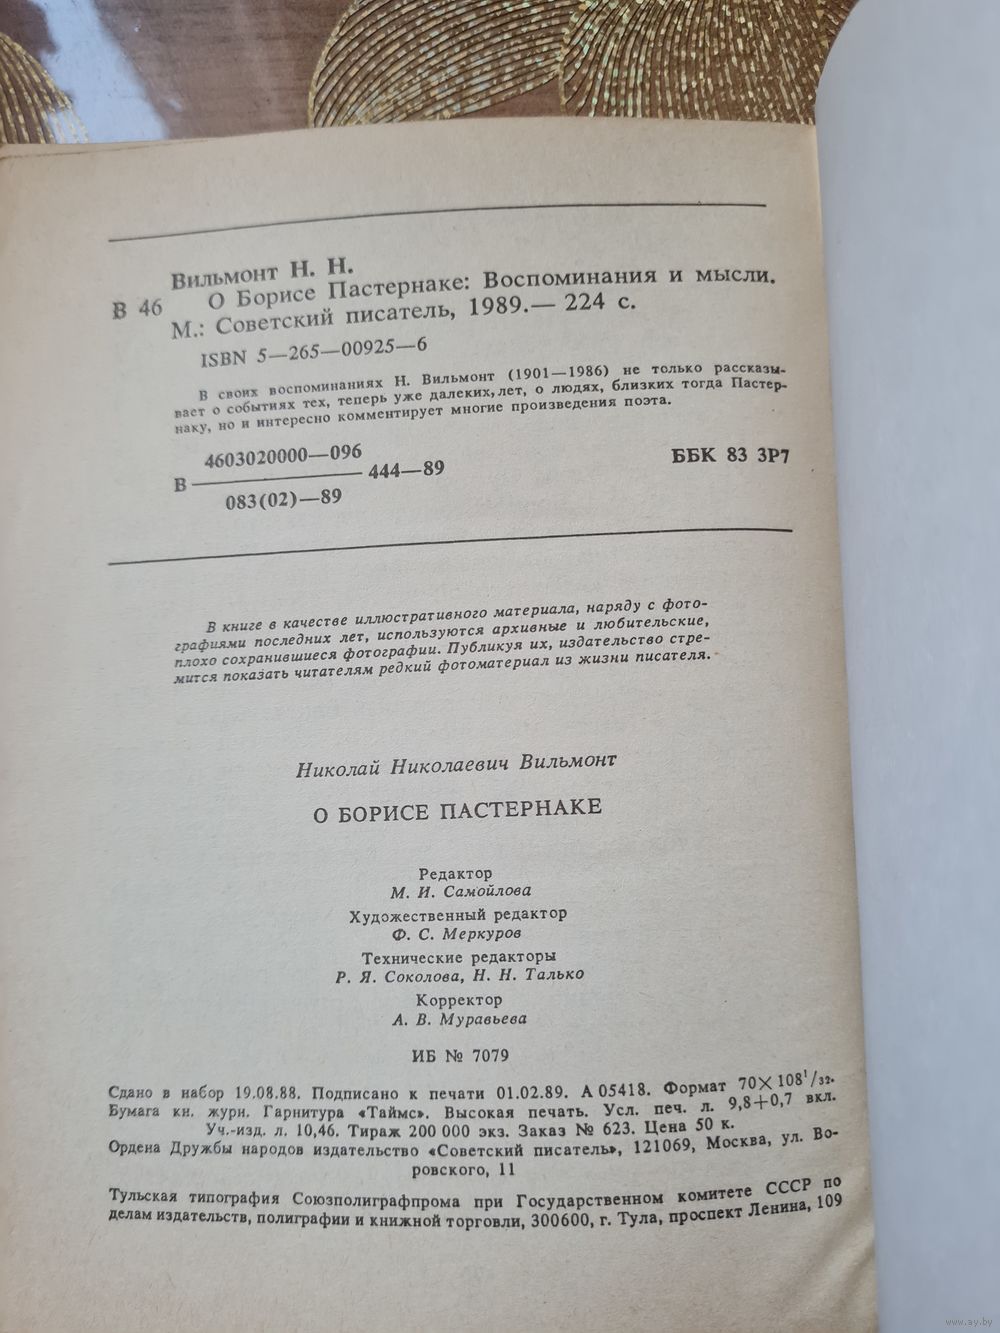 Вильмонт Н. Н.
В 46 О Борисе Пастернаке: Воспоминания и мысли.
М.: Советский писатель, 1989.— 224 с.
ISBN 5—265—00925—6
В своих воспоминаниях Н. Вильмонт (1901—1986) не только рассказы-
вает о событиях тех, теперь уже далеких, лет, о людях, близких тогда Пастер-
наку, но и интересно комментирует многие произведения поэта.
4603020000—096
В ———— 444—89
083(02)—89
ББК 83 3Р7
В книге в качестве иллюстративного материала, наряду с фото-
графиями последних лет, используются архивные и любительские,
плохо сохранившиеся фотографии. Публикуя их, издательство стре-
мится показать читателям редкий фотоматериал из жизни писателя.
Николай Николаевич Вильмонт
О БОРИСЕ ПАСТЕРНАКЕ
Редактор
М. И. Самойлова
Художественный редактор
Ф. С. Меркуров
Технические редакторы
Р. Я. Соколова, Н. Н. Талько
Корректор
А. В. Муравьева
ИБ № 7079
Сдано в набор 19.08.88. Подписано к печати 01.02.89. А 05418. Формат 70×108¹/₃₂.
Бумага кн. журн. Гарнитура «Таймс». Высокая печать. Усл. печ. л. 9,8+0,7 вкл.
Уч.-изд. л. 10,46. Тираж 200 000 экз. Заказ № 623. Цена 50 к.
Ордена Дружбы народов издательство «Советский писатель», 121069, Москва, ул. Во-
ровского, 11
Тульская типография Союзполиграфпрома при Государственном комитете СССР по
делам издательств, полиграфии и книжной торговли, 300600, г. Тула, проспект Ленина, 109
www.ay.by